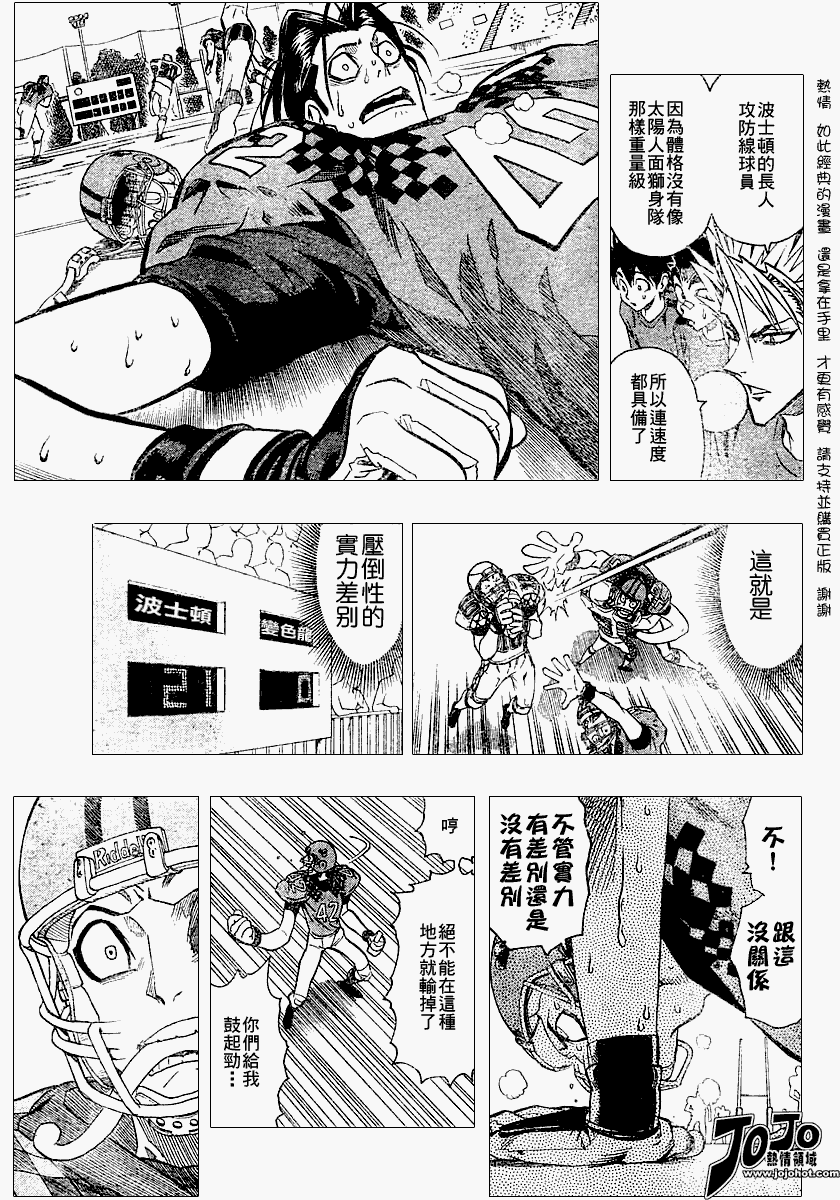 波士頓的長人
攻防線球員
因為體格沒有像
太陽人面獅身隊
那樣重量級
所以連速度
都具備了
這就是
壓倒性的
實力差別
波士頓
變色龍
21
0
不！
跟這
沒關係
不管實力
有差別還是
沒有差別
哼
絕不能在這種
地方就輸掉了
你們給我
鼓起勁…
42
Riddell
熱情 如此經典的漫畫 還是拿在手里 才更有感覺 請支持並購買正版 謝謝
JOJO
熱情領域
www.jojohot.com